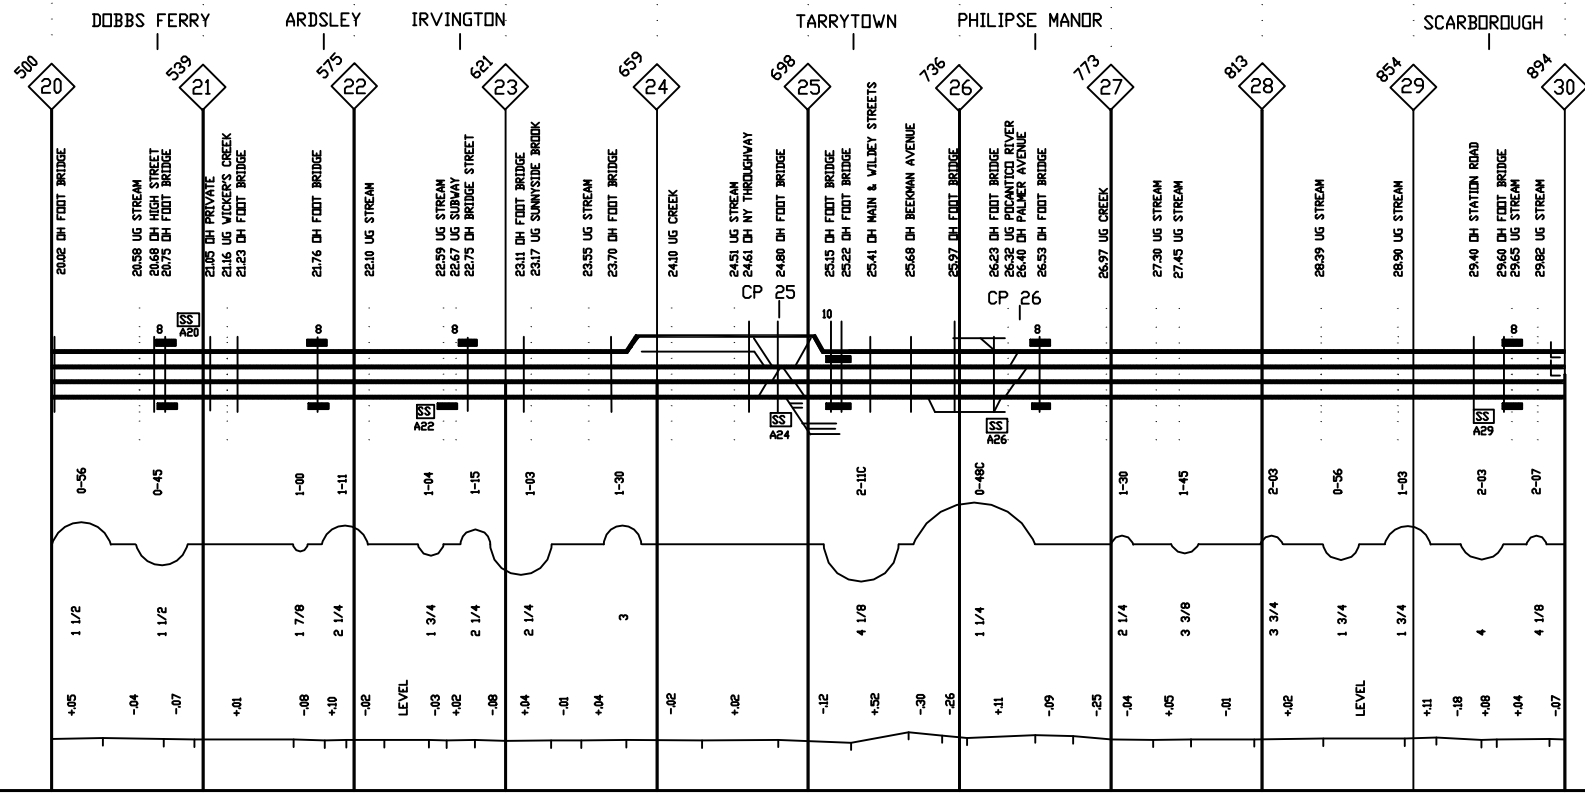 DOBBS FERRY
ARDSLEY
IRVINGTON
TARRYTOWN
PHILIPSE MANOR
SCARBOROUGH
500
539
575
621
659
698
736
773
813
854
894
20
21
22
23
24
25
26
27
28
29
30
20.02 OH FOOT BRIDGE
20.58 UG STREAM
20.68 OH HIGH STREET
20.75 OH FOOT BRIDGE
21.05 OH PRIVATE
21.16 UG WICKER'S CREEK
21.23 OH FOOT BRIDGE
21.76 OH FOOT BRIDGE
22.10 UG STREAM
22.59 UG STREAM
22.67 UG SUBWAY
22.75 OH BRIDGE STREET
23.11 OH FOOT BRIDGE
23.17 UG SUNNYSIDE BROOK
23.55 UG STREAM
23.70 OH FOOT BRIDGE
24.10 UG CREEK
24.51 UG STREAM
24.61 OH NY THROUGHWAY
24.80 OH FOOT BRIDGE
25.15 OH FOOT BRIDGE
25.22 OH FOOT BRIDGE
25.41 OH MAIN & WILDEY STREETS
25.68 OH BEEKMAN AVENUE
25.97 OH FOOT BRIDGE
26.23 OH FOOT BRIDGE
26.32 UG POCANTICO RIVER
26.40 OH PALMER AVENUE
26.53 OH FOOT BRIDGE
26.97 UG CREEK
27.30 UG STREAM
27.45 UG STREAM
28.39 UG STREAM
28.90 UG STREAM
29.40 OH STATION ROAD
29.60 OH FOOT BRIDGE
29.65 UG STREAM
29.82 UG STREAM
CP 25
CP 26
8
SS
A20
8
8
10
8
8
SS
A22
SS
A24
SS
A26
SS
A29
0-56
0-45
1-00
1-11
1-04
1-15
1-03
1-30
2-11C
0-48C
1-30
1-45
2-03
0-56
1-03
2-03
2-07
1 1/2
1 1/2
1 7/8
2 1/4
1 3/4
2 1/4
2 1/4
3
4 1/8
1 1/4
2 1/4
3 3/8
3 3/4
1 3/4
1 3/4
4
4 1/8
+.05
-.04
-.07
+.01
-.08
+.10
-.02
LEVEL
-.03
+.02
-.08
+.04
-.01
+.04
-.02
+.02
-.12
+.52
-.30
-.26
+.11
-.09
-.25
-.04
+.05
-.01
+.02
LEVEL
+.11
-.18
+.08
+.04
-.07